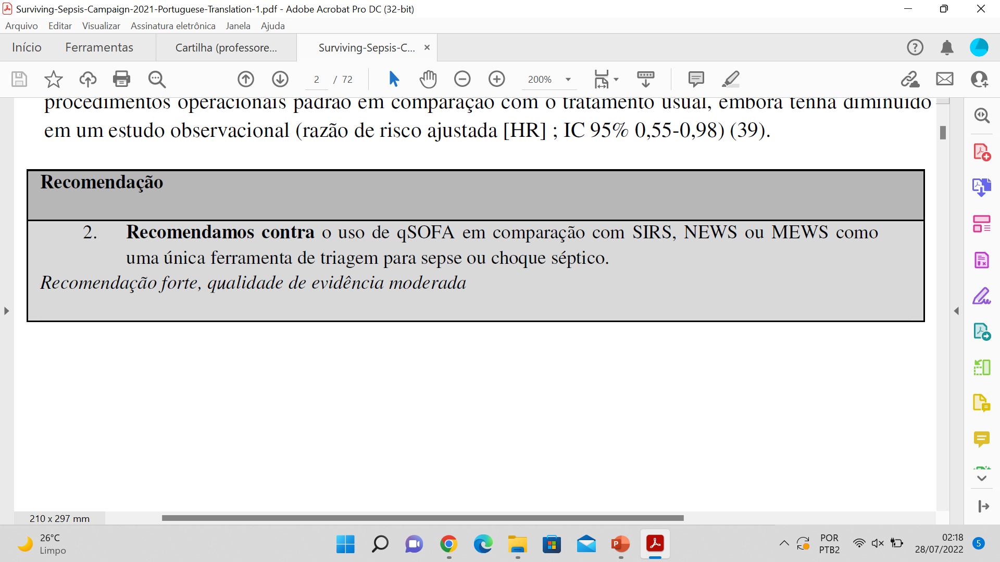 Surviving-Sepsis-Campaign-2021-Portuguese-Translation-1.pdf - Adobe Acrobat Pro DC (32-bit)
Arquivo Editar Visualizar Assinatura eletrônica Janela Ajuda
Início Ferramentas Cartilha (professore... Surviving-Sepsis-C... ×
2 / 72 200%
procedimentos operacionais padrão em comparação com o tratamento usual, embora tenha diminuído
em um estudo observacional (razão de risco ajustada [HR] ; IC 95% 0,55-0,98) (39).
Recomendação
2. Recomendamos contra o uso de qSOFA em comparação com SIRS, NEWS ou MEWS como
uma única ferramenta de triagem para sepse ou choque séptico.
Recomendação forte, qualidade de evidência moderada
210 x 297 mm
26°C
Limpo
POR
PTB2
02:18
28/07/2022
5